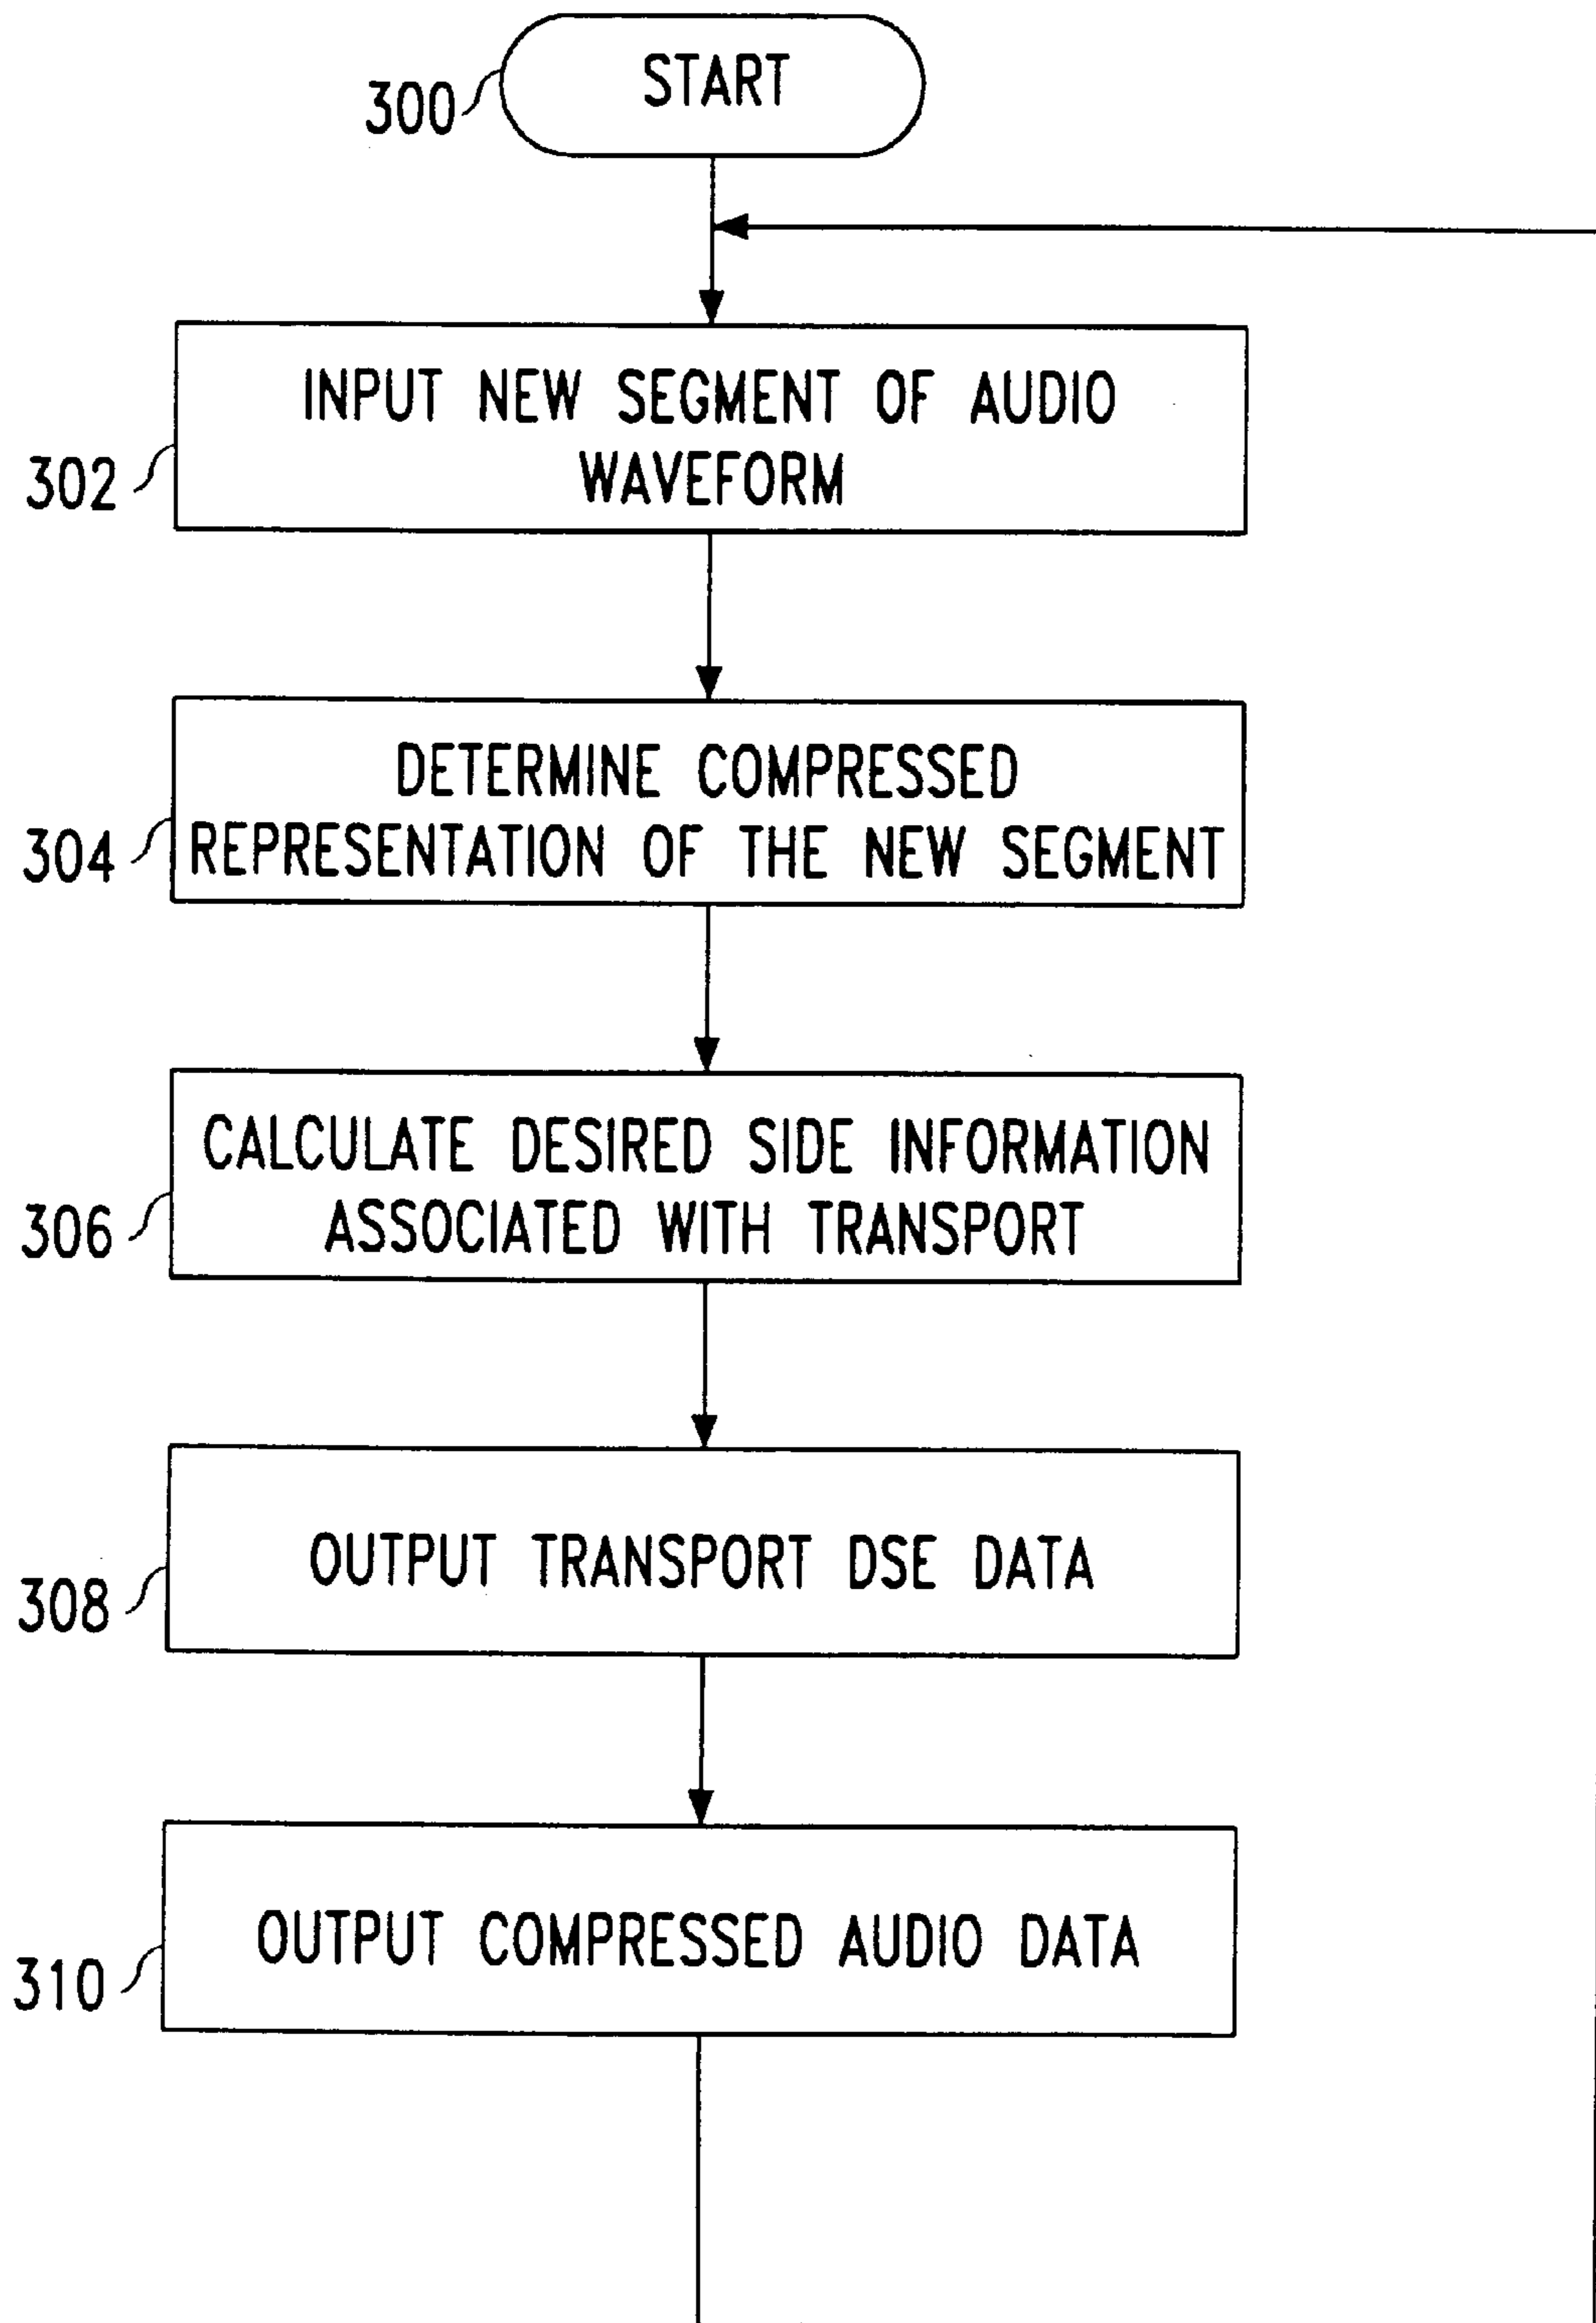 START
300
INPUT NEW SEGMENT OF AUDIO
WAVEFORM
302
DETERMINE COMPRESSED
REPRESENTATION OF THE NEW SEGMENT
304
CALCULATE DESIRED SIDE INFORMATION
ASSOCIATED WITH TRANSPORT
306
OUTPUT TRANSPORT DSE DATA
308
OUTPUT COMPRESSED AUDIO DATA
310